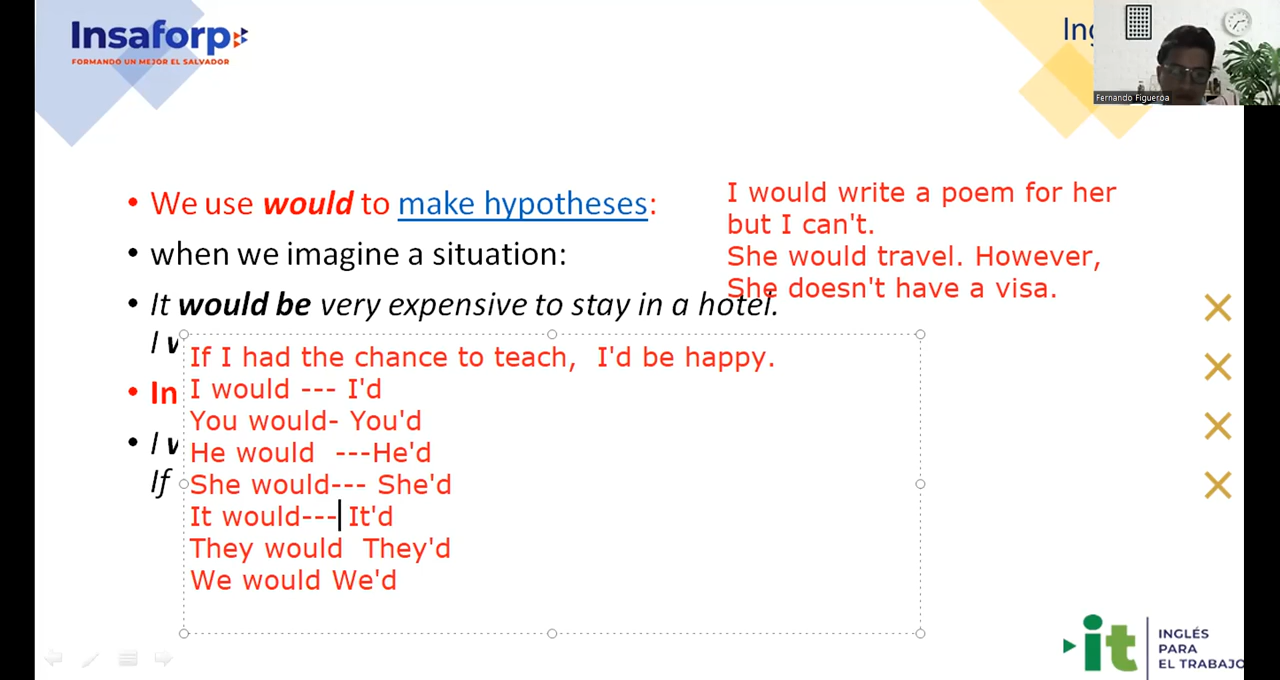 Insaforp
FORMANDO UN MEJOR EL SALVADOR
Fernando Figueroa
• We use would to make hypotheses:
• when we imagine a situation:
• It would be very expensive to stay in a hotel.
I
• In
• I
If
I would write a poem for her
but I can't.
She would travel. However,
She doesn't have a visa.
If I had the chance to teach, I'd be happy.
I would --- I'd
You would- You'd
He would ---He'd
She would--- She'd
It would--- It'd
They would They'd
We would We'd
it
INGLÉS
PARA
EL TRABAJO